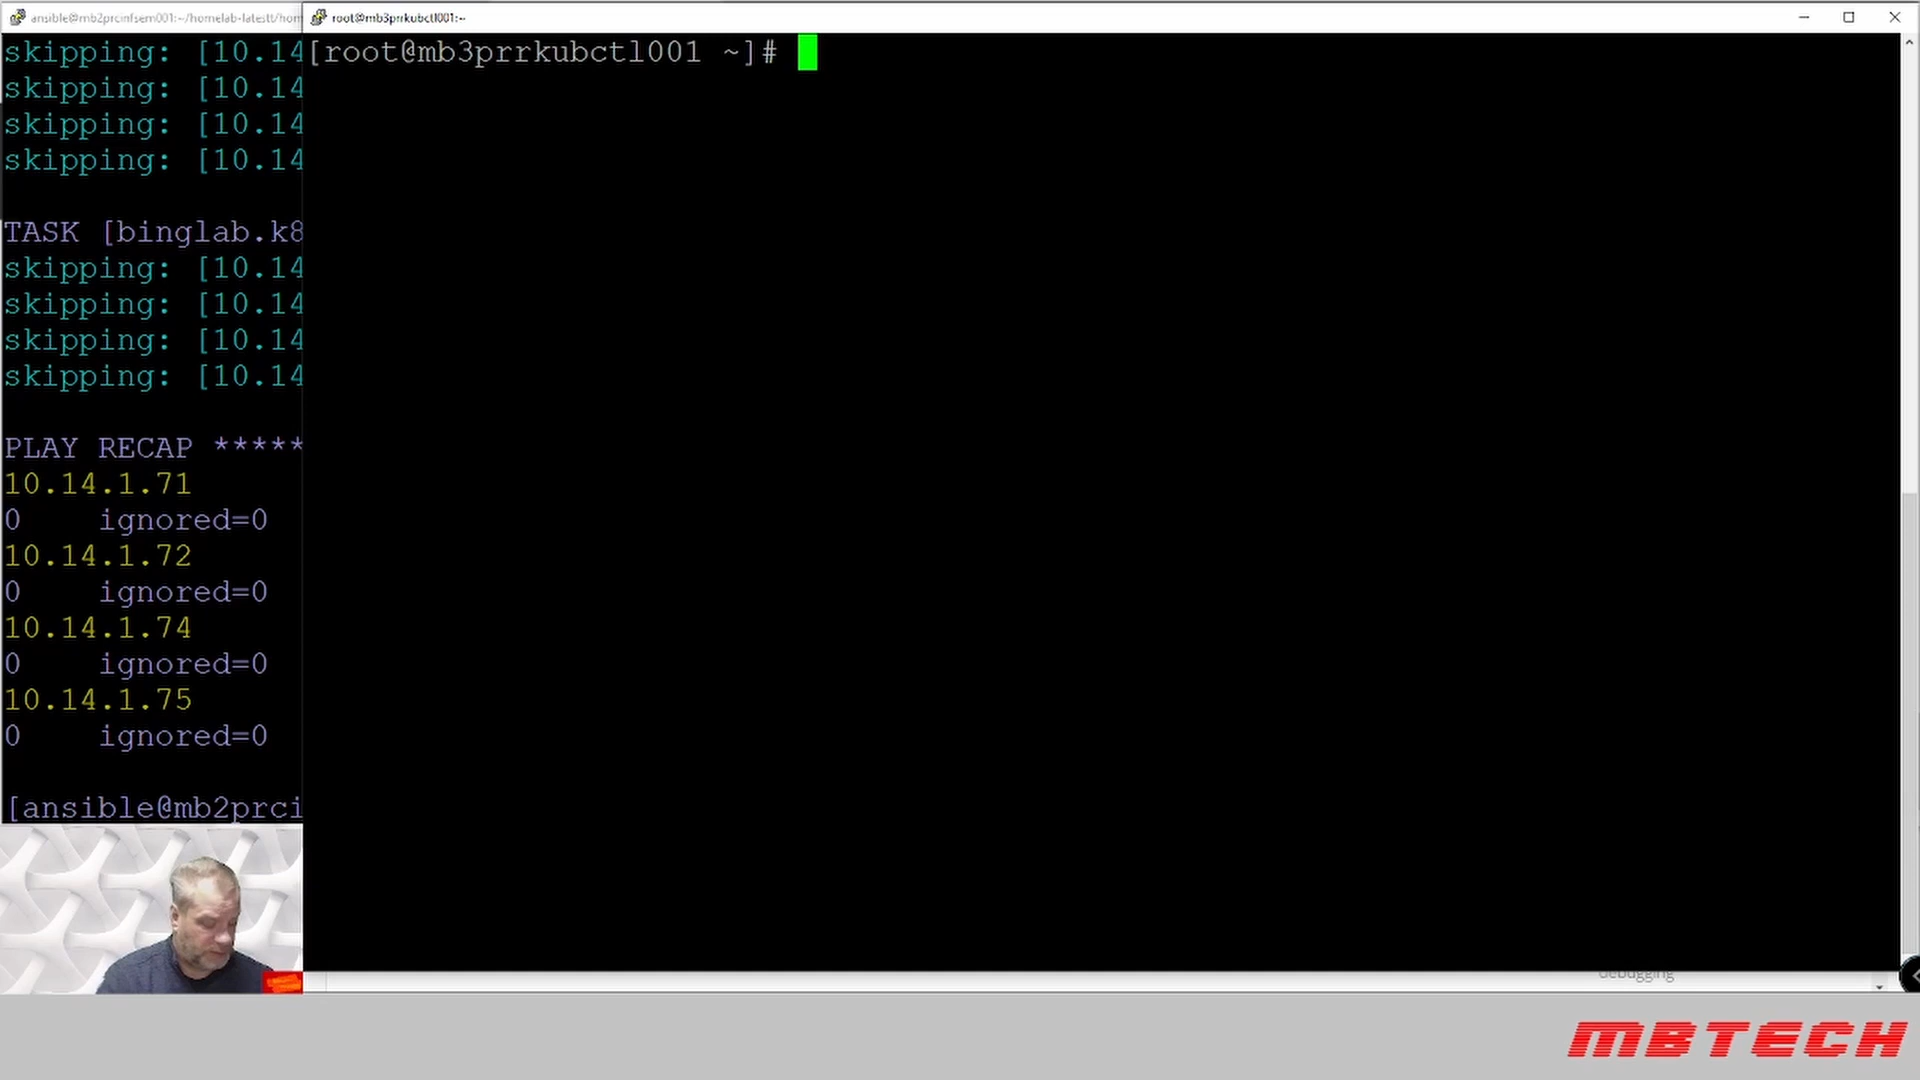 ansible@mb2prcinfsem001:~/homelab-latestt/hom
skipping: [10.14
skipping: [10.14
skipping: [10.14
skipping: [10.14
TASK [binglab.k8
skipping: [10.14
skipping: [10.14
skipping: [10.14
skipping: [10.14
PLAY RECAP *****
10.14.1.71
0 ignored=0
10.14.1.72
0 ignored=0
10.14.1.74
0 ignored=0
10.14.1.75
0 ignored=0
[ansible@mb2prci
root@mb3prrkubctl001:~
[root@mb3prrkubctl001 ~]#
debugging
MBTECH